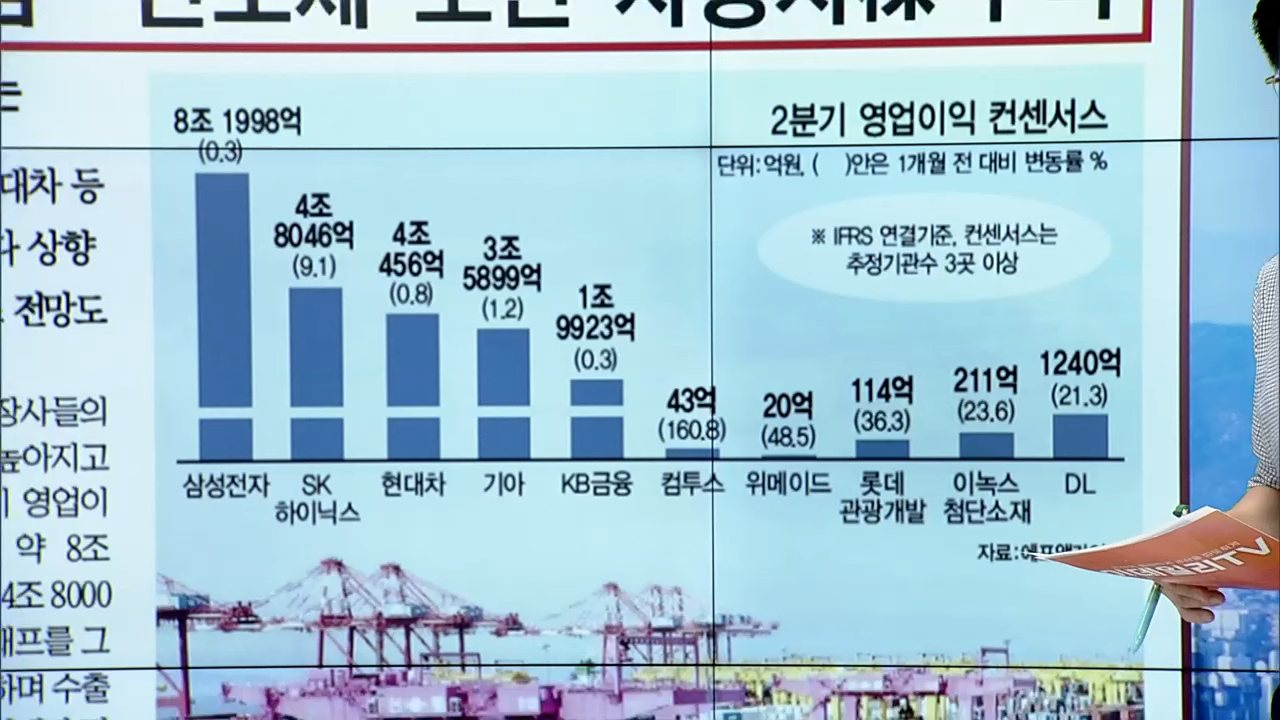 대차 등
상향
전망도
장사들의
높아지고
영업이
약 8조
4조 8000
하며 수출
2분기 영업이익 컨센서스
단위:억원, ( )안은 1개월 전 대비 변동률 %
※ IFRS 연결기준, 컨센서스는
추정기관수 3곳 이상
8조 1998억
(0.3)
4조
8046억
(9.1)
4조
456억
(0.8)
3조
5899억
(1.2)
1조
9923억
(0.3)
43억
(160.8)
20억
(48.5)
114억
(36.3)
211억
(23.6)
1240억
(21.3)
삼성전자
SK
하이닉스
현대차
기아
KB금융
컴투스
위메이드
롯데
관광개발
이녹스
첨단소재
DL
자료: